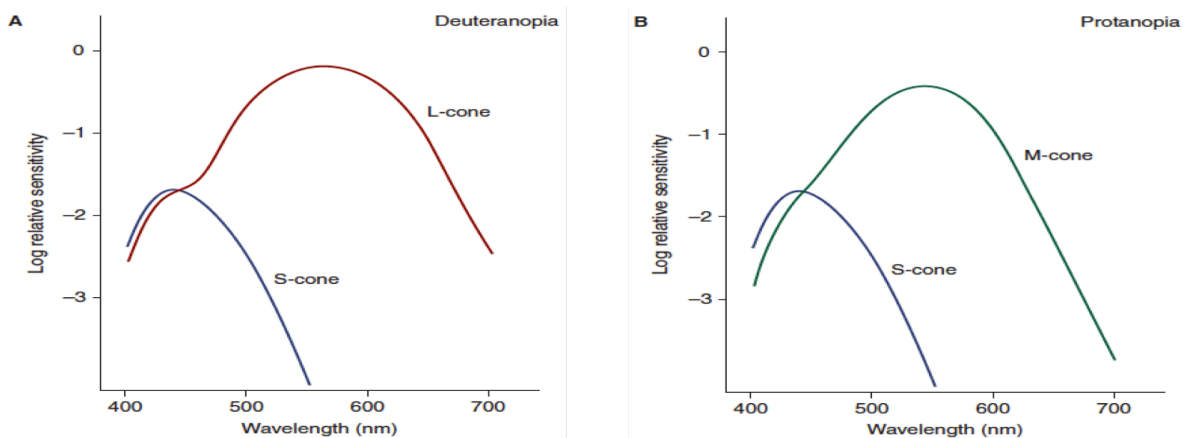 A
Deuteranopia
0
L-cone
–1
–2
S-cone
–3
Log relative sensitivity
400 500 600 700
Wavelength (nm)
B
Protanopia
0
–1
M-cone
–2
S-cone
–3
Log relative sensitivity
400 500 600 700
Wavelength (nm)